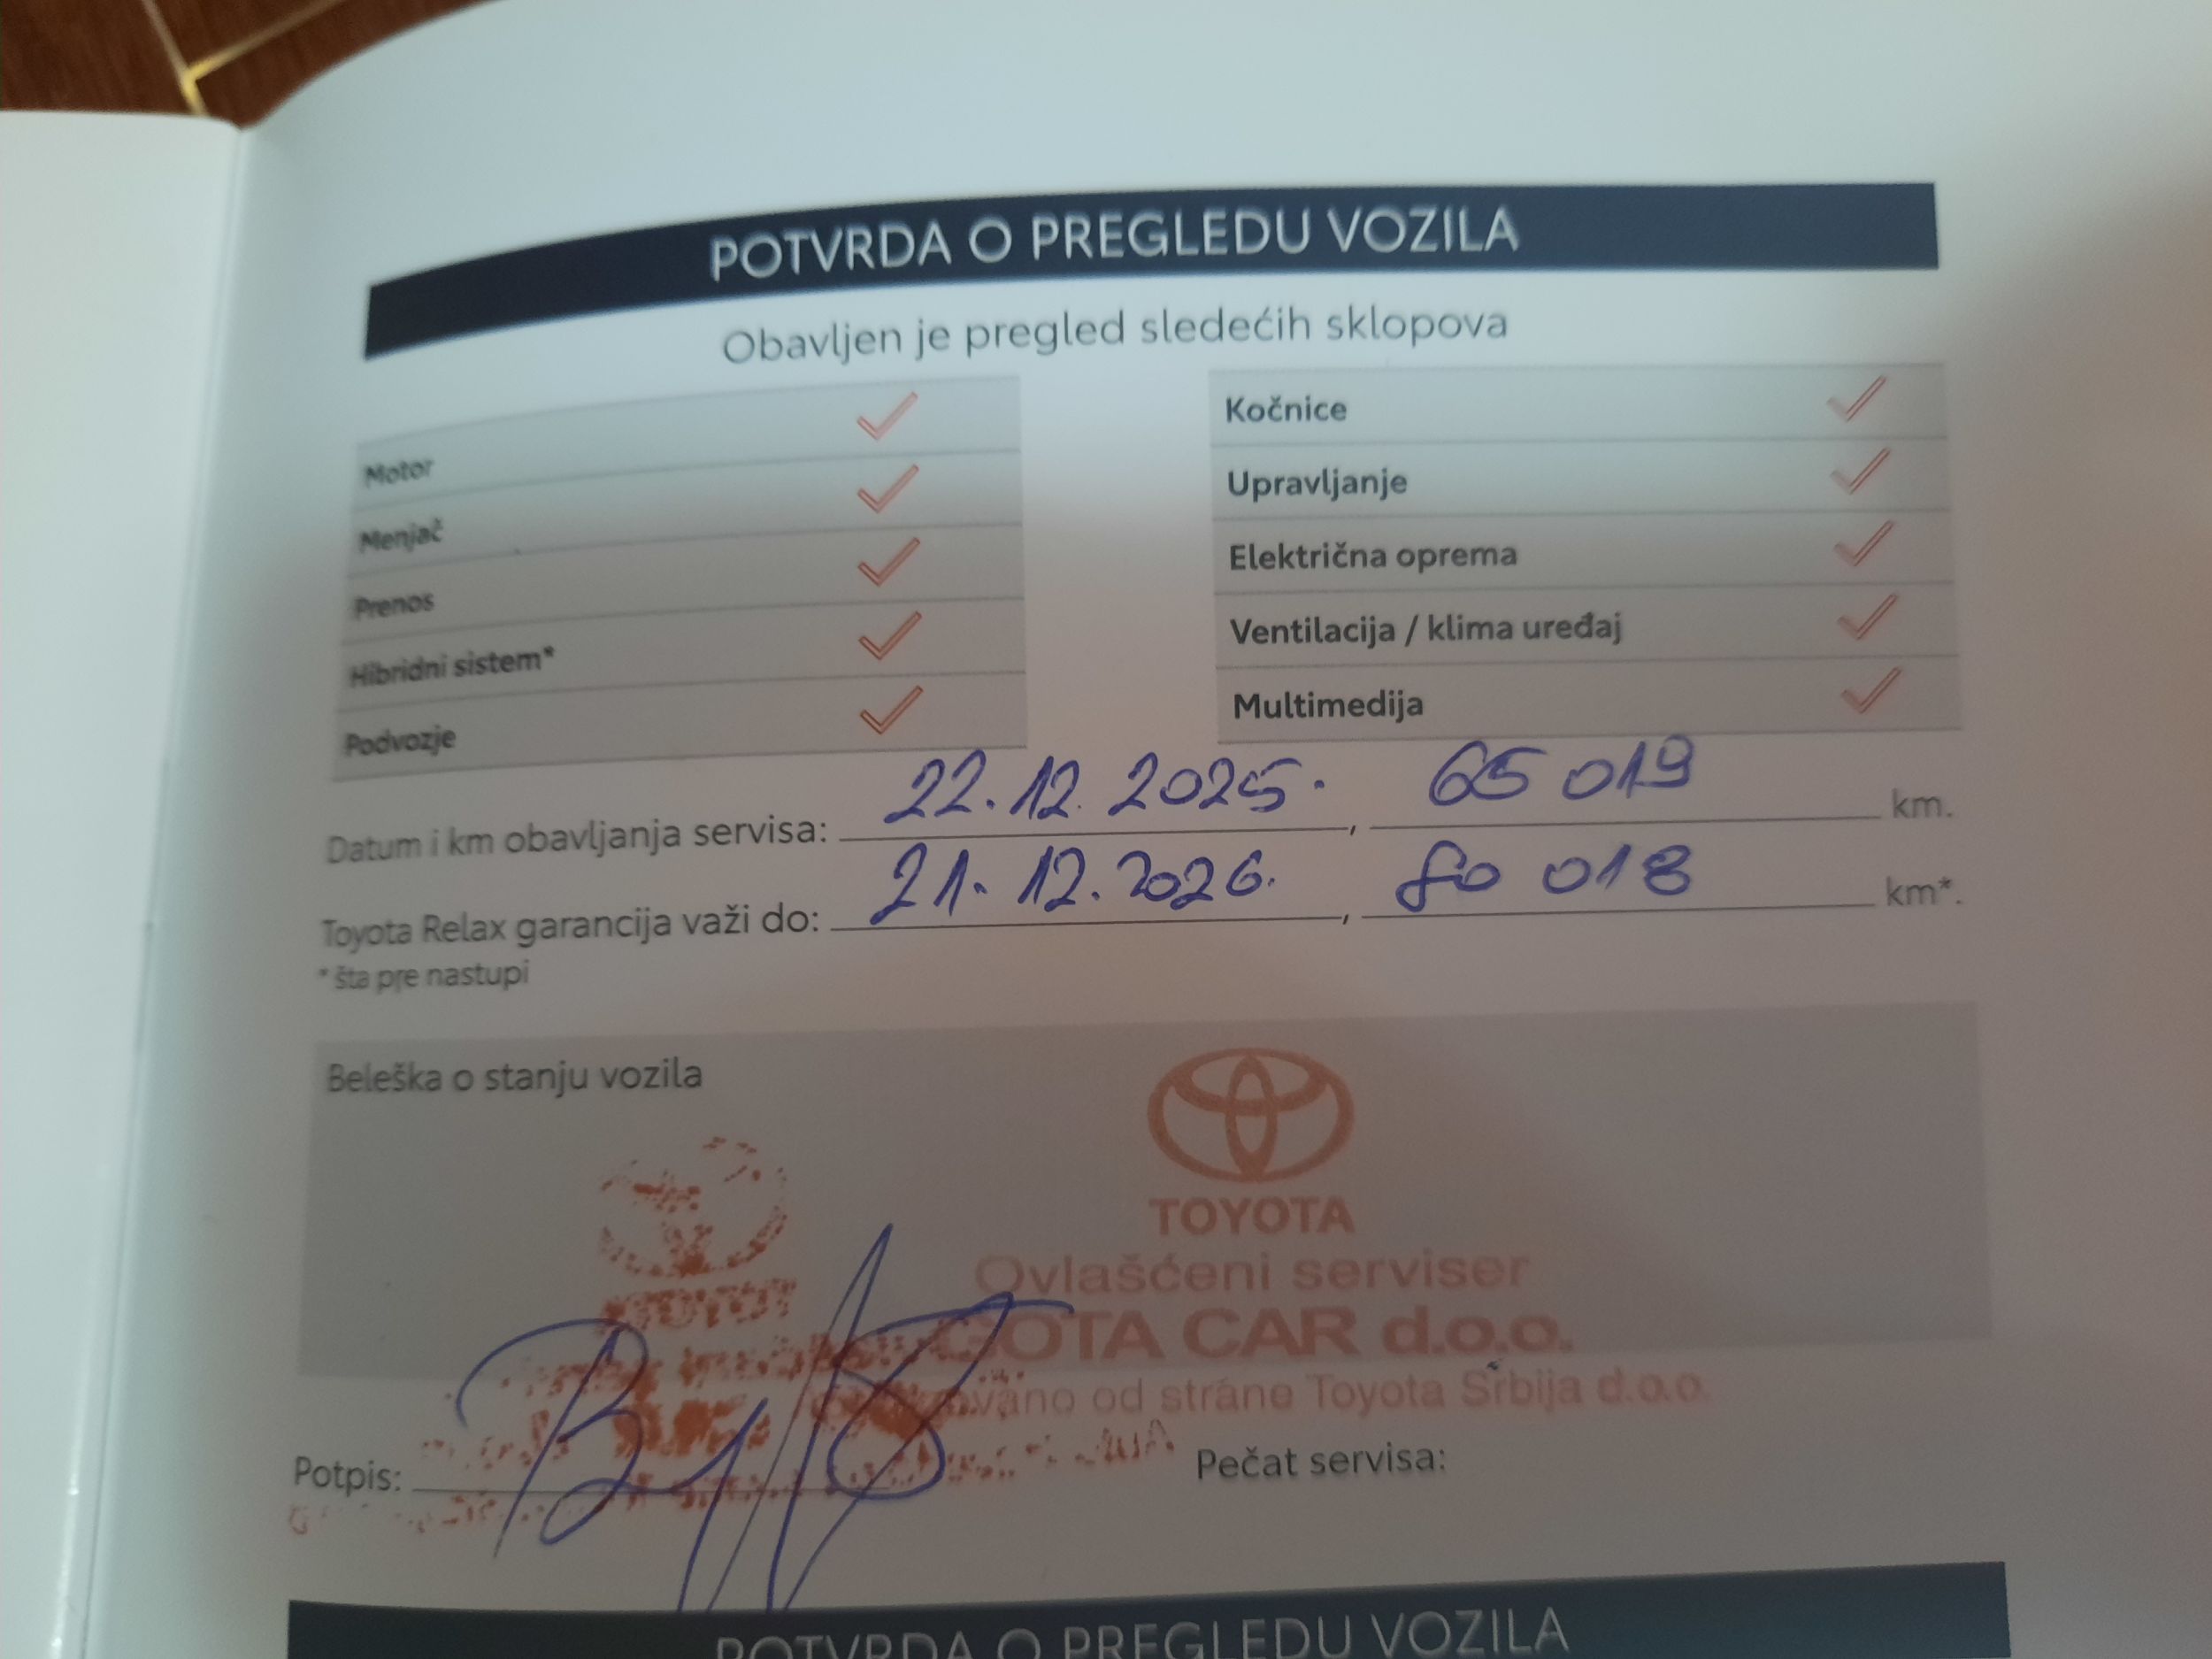 POTVRDA O PREGLEDU VOZILA
Obavljen je pregled sledećih sklopova
Motor
Menjač
Prenos
Hibridni sistem*
Podvozje
Kočnice
Upravljanje
Električna oprema
Ventilacija / klima uređaj
Multimedija
Datum i km obavljanja servisa: 22.12.2025. , 65 019 km.
Toyota Relax garancija važi do: 21.12.2026. , 80 018 km*.
* šta pre nastupi
Beleška o stanju vozila
TOYOTA
Ovlašćeni serviser
CAR d.o.o.
od strane Toyota Srbija d.o.o.
Potpis:
Pečat servisa:
POTVRDA O PREGLEDU VOZILA